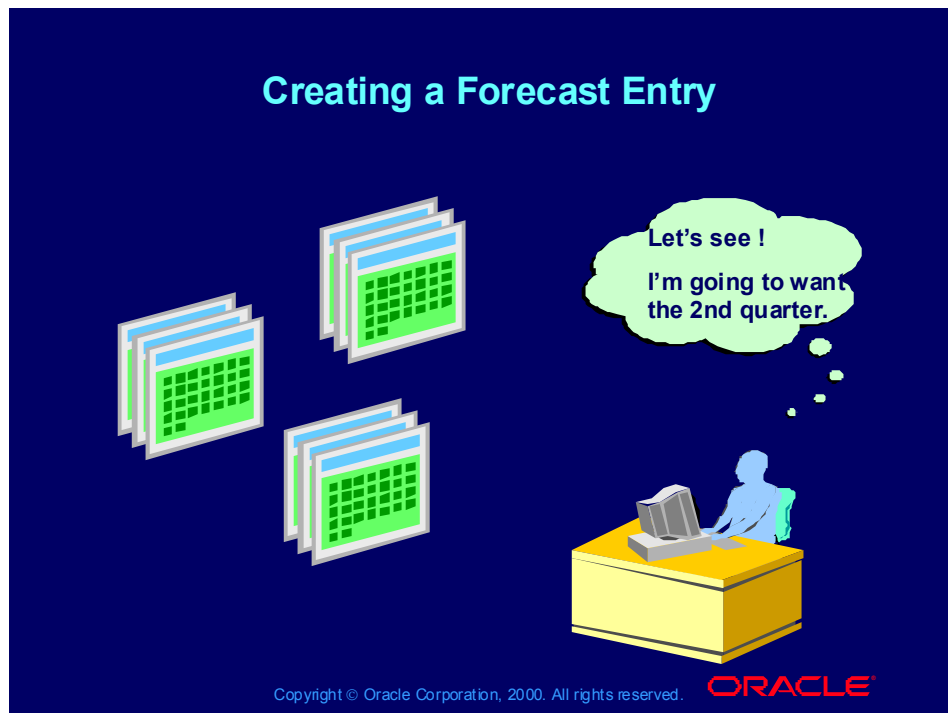 Creating a Forecast Entry
Let’s see !
I’m going to want
the 2nd quarter.
Copyright © Oracle Corporation, 2000. All rights reserved.
ORACLE®